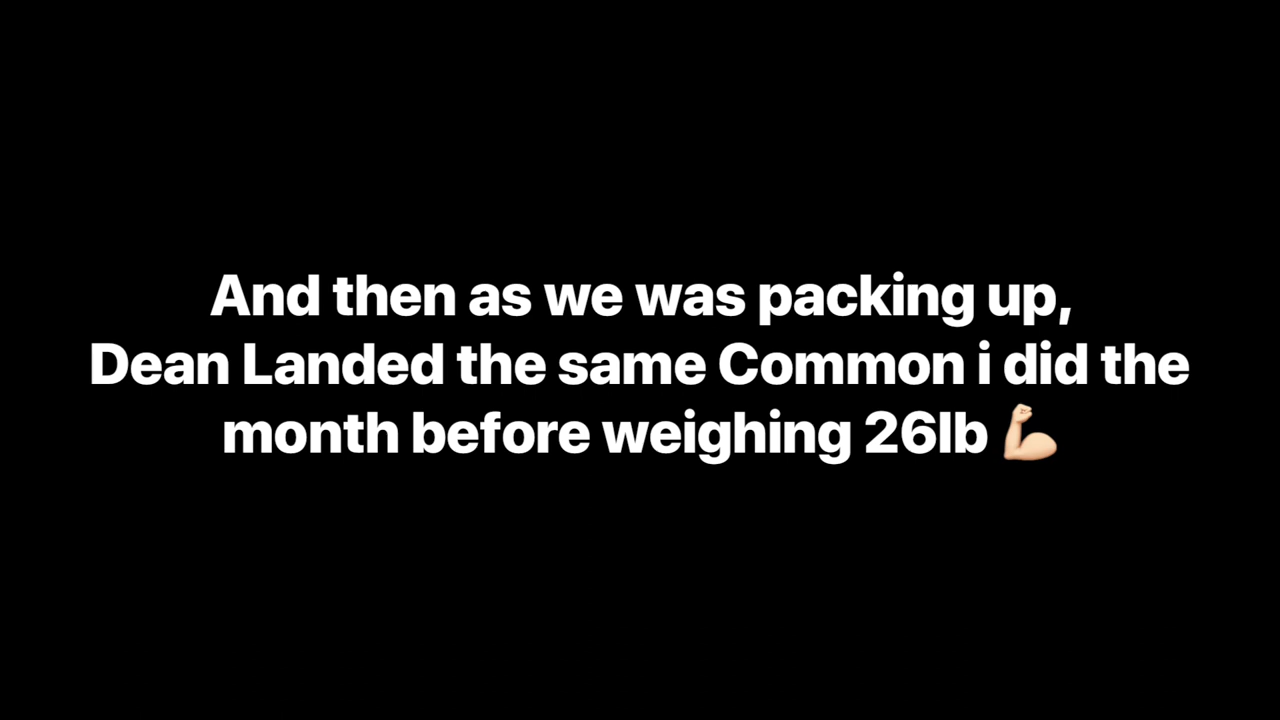 And then as we was packing up,
Dean Landed the same Common i did the
month before weighing 26lb 💪🏼